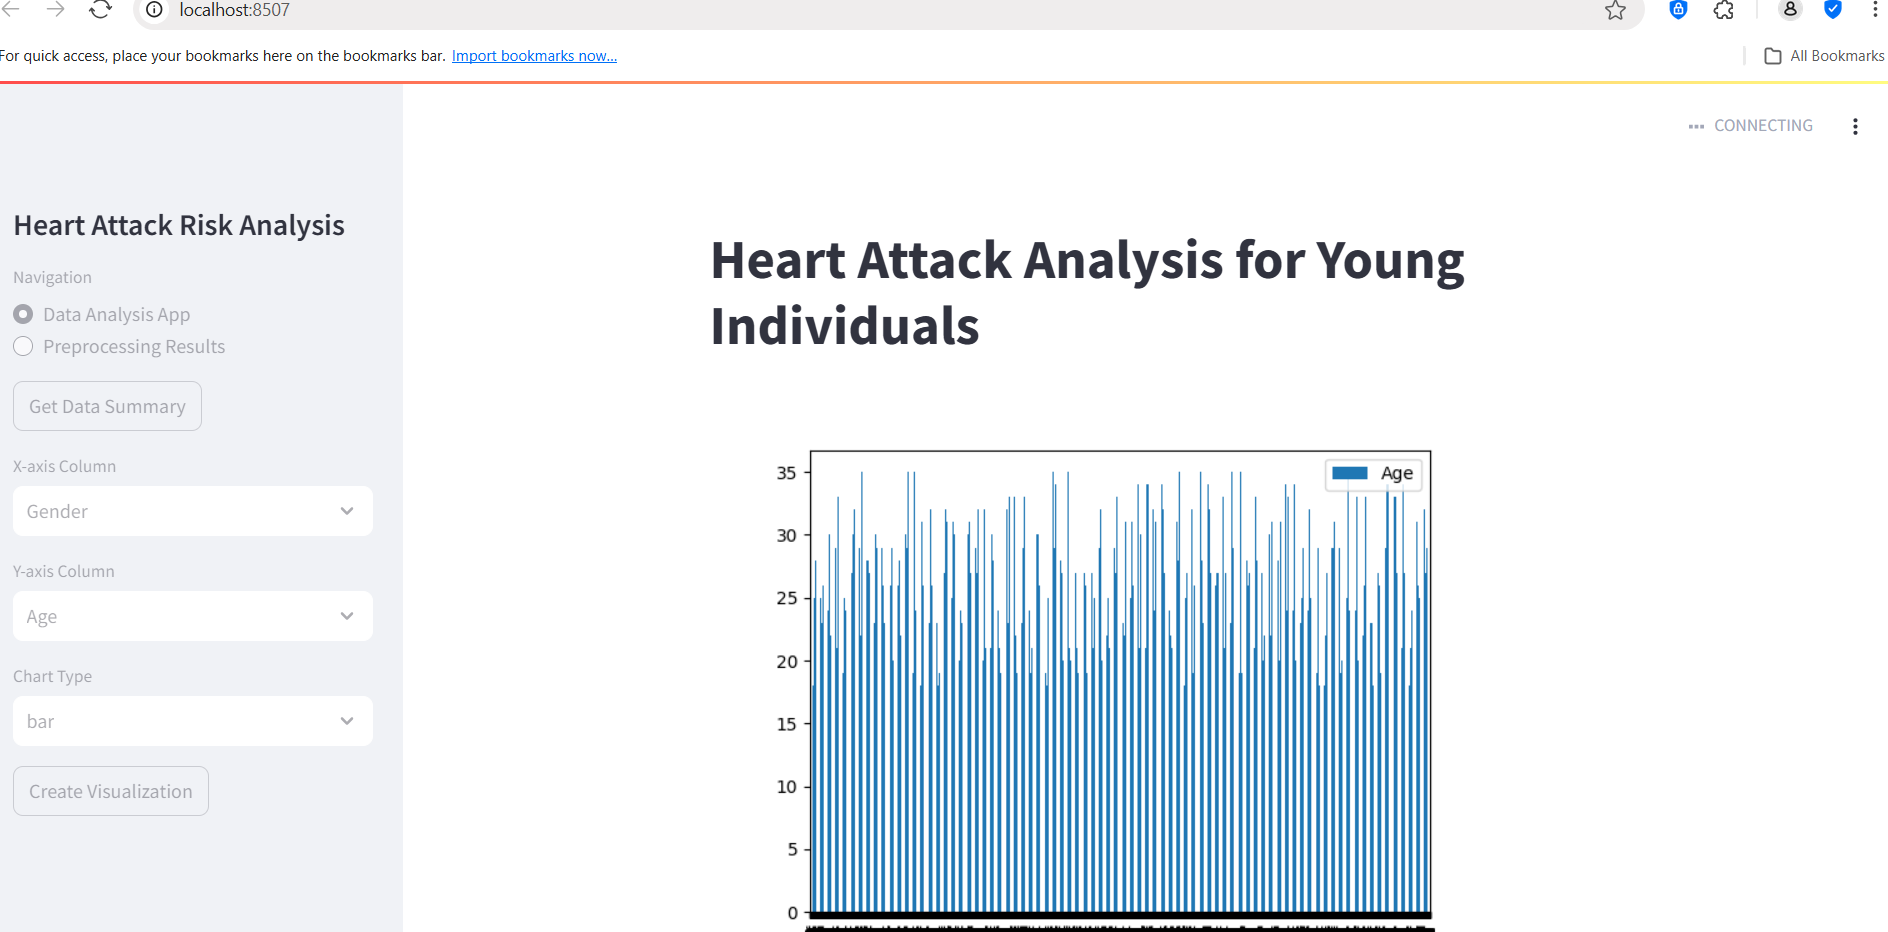 localhost:8507
For quick access, place your bookmarks here on the bookmarks bar. Import bookmarks now...
All Bookmarks
CONNECTING
Heart Attack Risk Analysis
Navigation
Data Analysis App
Preprocessing Results
Get Data Summary
X-axis Column
Gender
Y-axis Column
Age
Chart Type
bar
Create Visualization
Heart Attack Analysis for Young
Individuals
Age
35
30
25
20
15
10
5
0